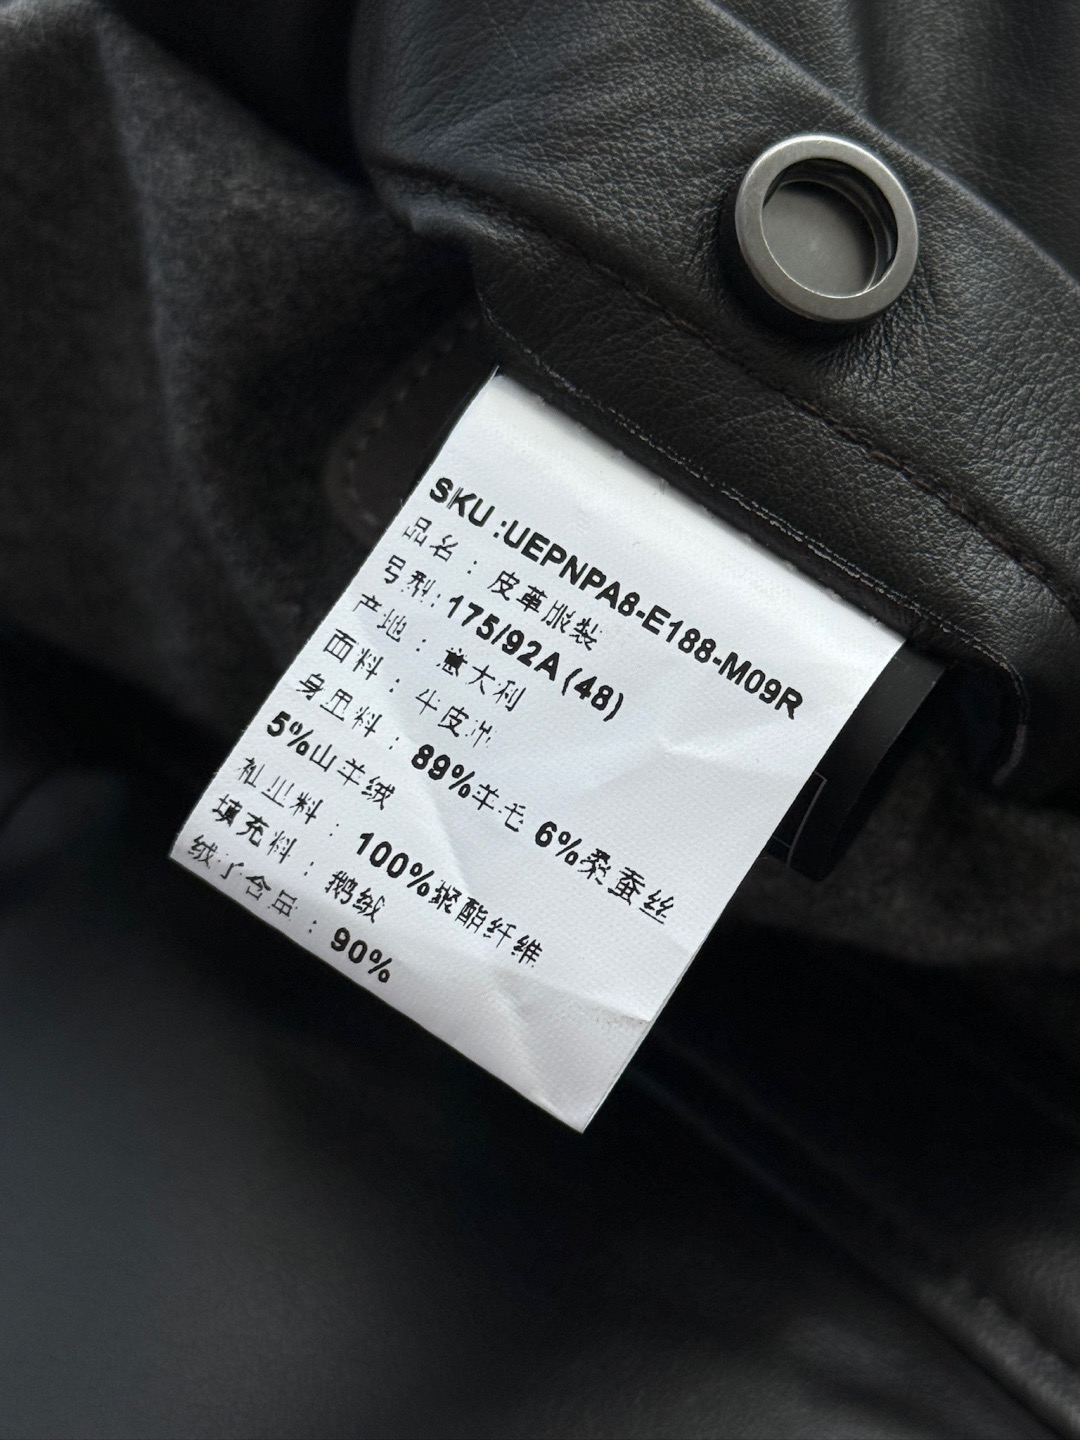 SKU :UEPNPA8-E188-M09R
品名：皮革服装
号型: 175/92A (48)
产地：意大利
面料：牛皮革
身里料：89%羊毛 6%桑蚕丝
5%山羊绒
袖里料：100%聚酯纤维
填充料：鹅绒
绒子含量：90%